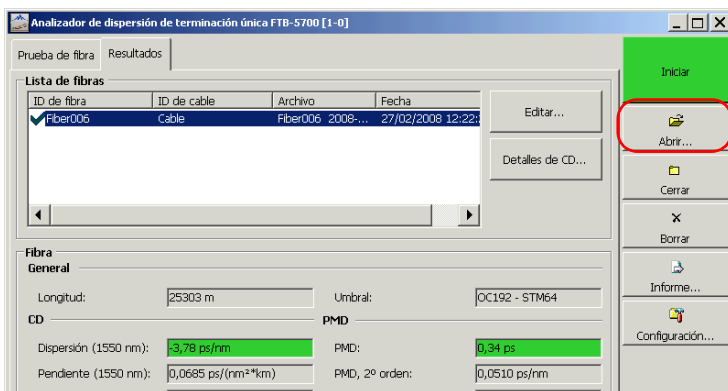 Analizador de dispersión de terminación única FTB-5700 [1-0]
Prueba de fibra Resultados
Iniciar
Lista de fibras
ID de fibra ID de cable Archivo Fecha
Fiber006 Cable Fiber006 2008-... 27/02/2008 12:22:
Editar...
Abrir...
Detalles de CD...
Cerrar
Borrar
Fibra
General
Informe...
Longitud: 25303 m Umbral: OC192 - STM64
CD PMD
Configuración...
Dispersión (1550 nm): -3,78 ps/nm PMD: 0,34 ps
Pendiente (1550 nm): 0,0685 ps/(nm²*km) PMD, 2º orden: 0,0510 ps/nm